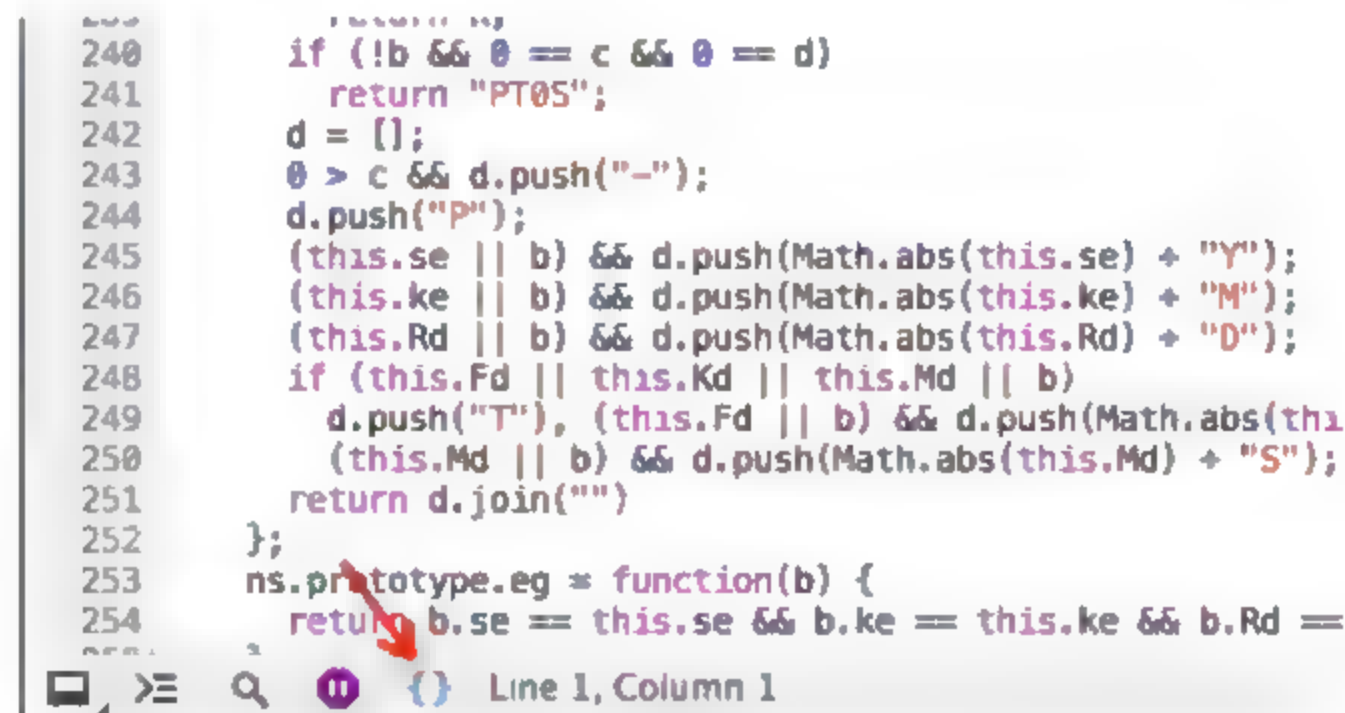 240 if (!b && 0 == c && 0 == d)
241 return "PT0S";
242 d = [];
243 0 > c && d.push("-");
244 d.push("P");
245 (this.se || b) && d.push(Math.abs(this.se) + "Y");
246 (this.ke || b) && d.push(Math.abs(this.ke) + "M");
247 (this.Rd || b) && d.push(Math.abs(this.Rd) + "D");
248 if (this.Fd || this.Kd || this.Md || b)
249 d.push("T"), (this.Fd || b) && d.push(Math.abs(thi
250 (this.Md || b) && d.push(Math.abs(this.Md) + "S");
251 return d.join("")
252 };
253 ns.prototype.eg = function(b) {
254 return b.se == this.se && b.ke == this.ke && b.Rd ==
{} Line 1, Column 1